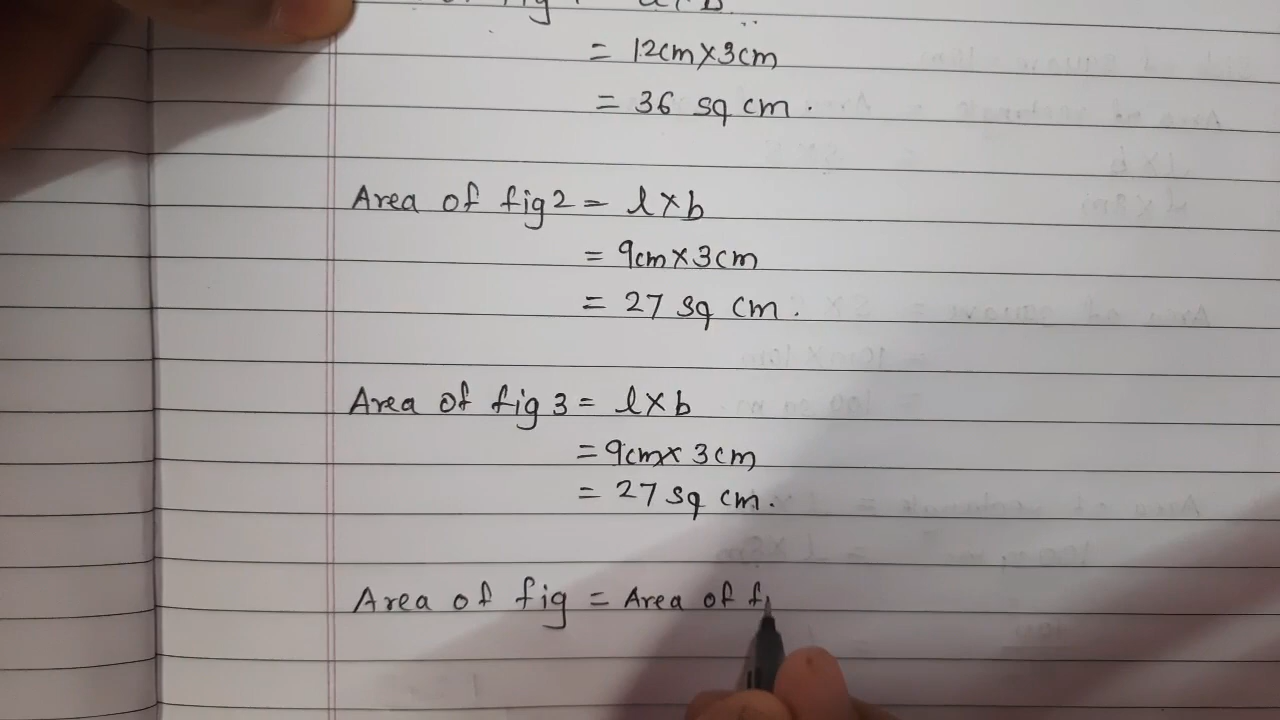 = 12cm×3cm
= 36 sq cm.
Area of fig 2 = l×b
= 9cm×3cm
= 27 sq cm.
Area of fig 3 = l×b
= 9cm× 3cm
= 27 sq cm.
Area of fig = Area of